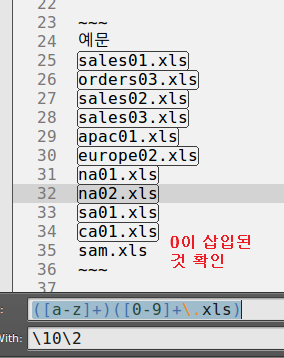 23 ~~~
24 예문
25 sales01.xls
26 orders03.xls
27 sales02.xls
28 sales03.xls
29 apac01.xls
30 europe02.xls
31 na01.xls
32 na02.xls
33 sa01.xls
34 ca01.xls
35 sam.xls
36 ~~~
37
0이 삽입된
것 확인
: ([a-z]+)([0-9]+\.xls)
With: \10\2